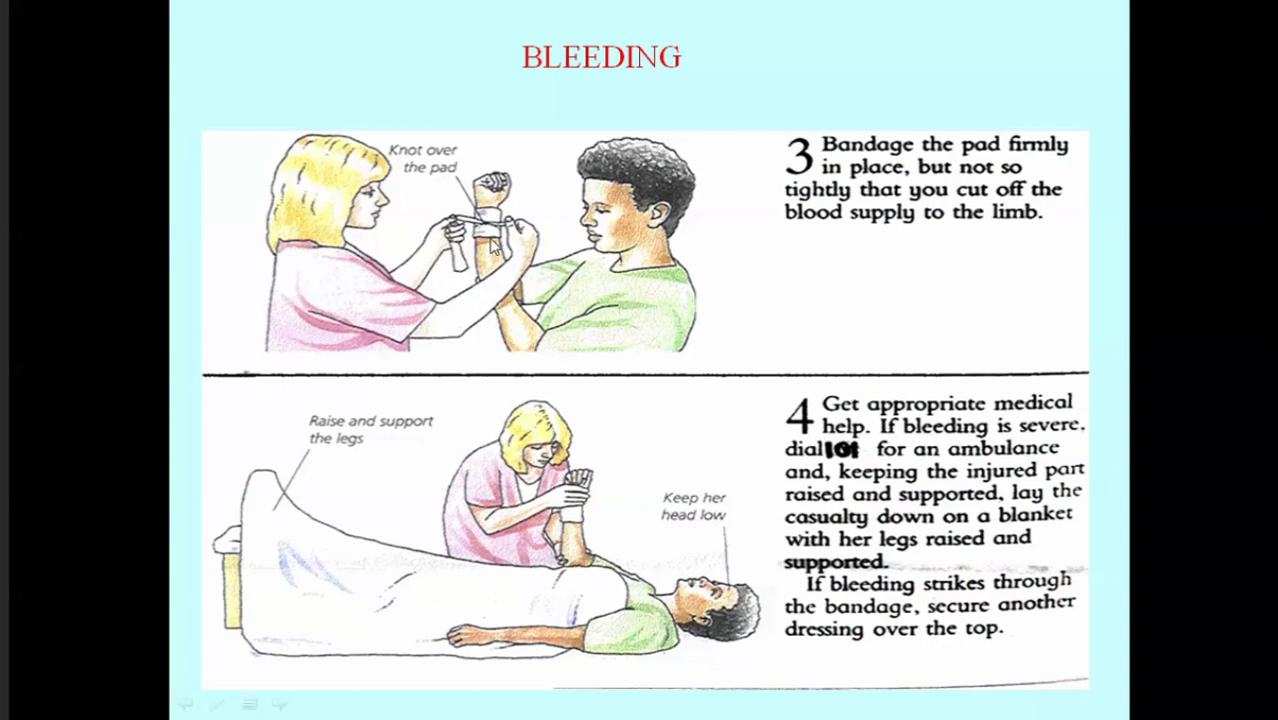 BLEEDING
Knot over
the pad
3 Bandage the pad firmly
in place, but not so
tightly that you cut off the
blood supply to the limb.
Raise and support
the legs
Keep her
head low
4 Get appropriate medical
help. If bleeding is severe,
dial 101 for an ambulance
and, keeping the injured part
raised and supported, lay the
casualty down on a blanket
with her legs raised and
supported.
If bleeding strikes through
the bandage, secure another
dressing over the top.